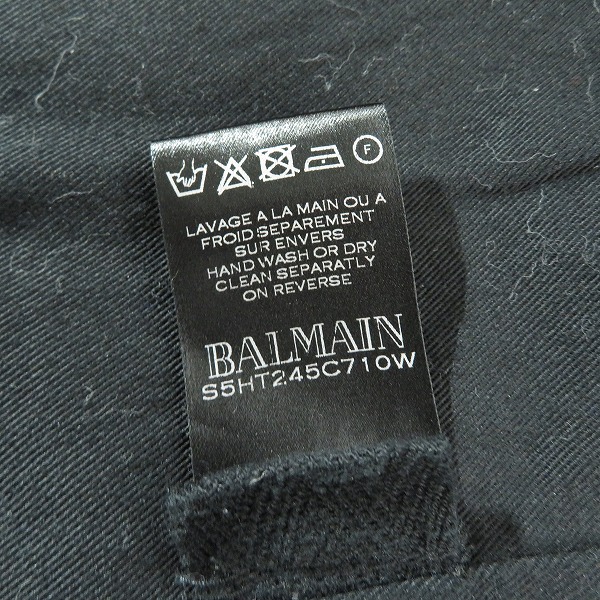 F
LAVAGE A LA MAIN OU A
FROID SEPAREMENT
SUR ENVERS
HAND WASH OR DRY
CLEAN SEPARATLY
ON REVERSE
BALMAIN
S5HT245C710W